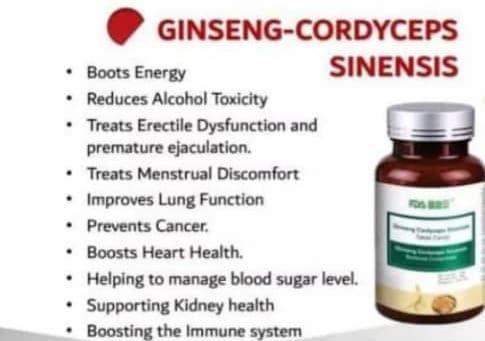 GINSENG-CORDYCEPS
SINENSIS
• Boots Energy
• Reduces Alcohol Toxicity
• Treats Erectile Dysfunction and
premature ejaculation.
• Treats Menstrual Discomfort
• Improves Lung Function
• Prevents Cancer.
• Boosts Heart Health.
• Helping to manage blood sugar level.
• Supporting Kidney health
• Boosting the Immune system
Ginseng Cordyceps